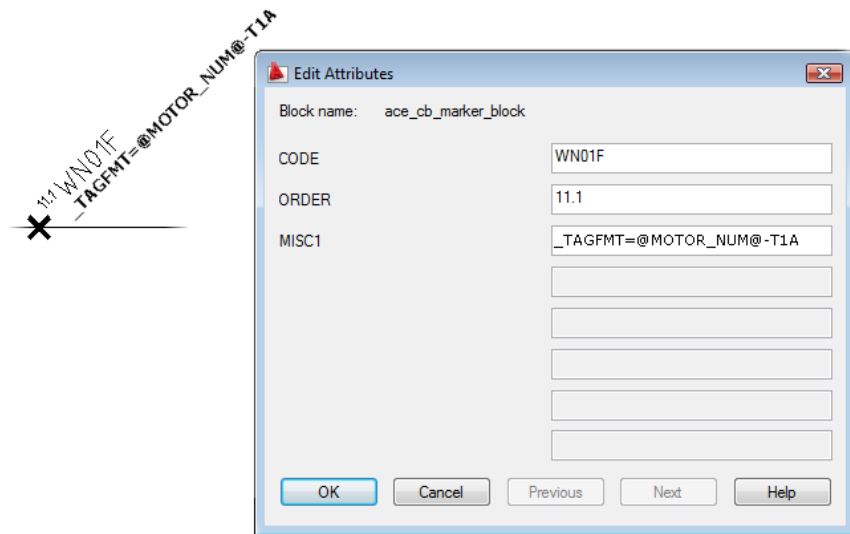 11.1 WN01F
_TAGFMT=@MOTOR_NUM@-T1A
Edit Attributes
Block name: ace_cb_marker_block
CODE WN01F
ORDER 11.1
MISC1 _TAGFMT=@MOTOR_NUM@-T1A
OK Cancel Previous Next Help